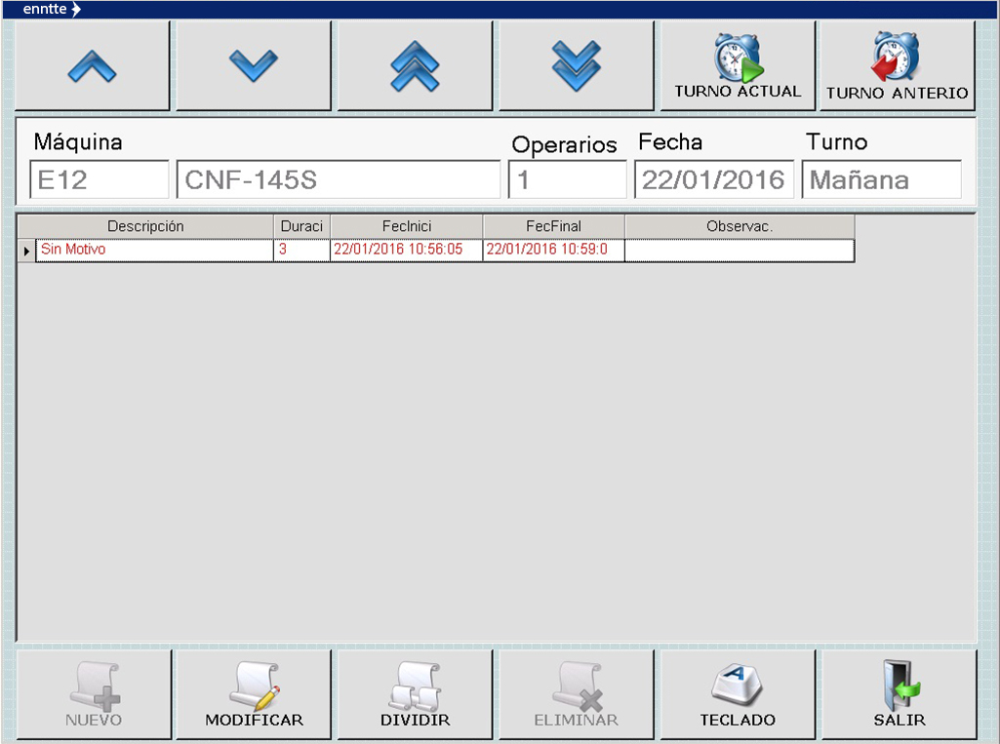 enntte
TURNO ACTUAL
TURNO ANTERIO
Máquina
Operarios
Fecha
Turno
E12
CNF-145S
1
22/01/2016
Mañana
Descripción
Duraci
FecInici
FecFinal
Observac.
Sin Motivo
3
22/01/2016 10:56:05
22/01/2016 10:59:0
NUEVO
MODIFICAR
DIVIDIR
ELIMINAR
A
TECLADO
SALIR